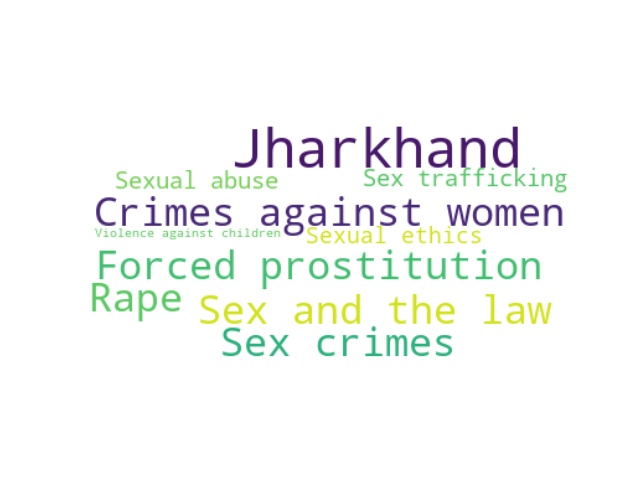 Jharkhand
Sexual abuse
Sex trafficking
Crimes against women
Violence against children
Sexual ethics
Forced prostitution
Rape
Sex and the law
Sex crimes